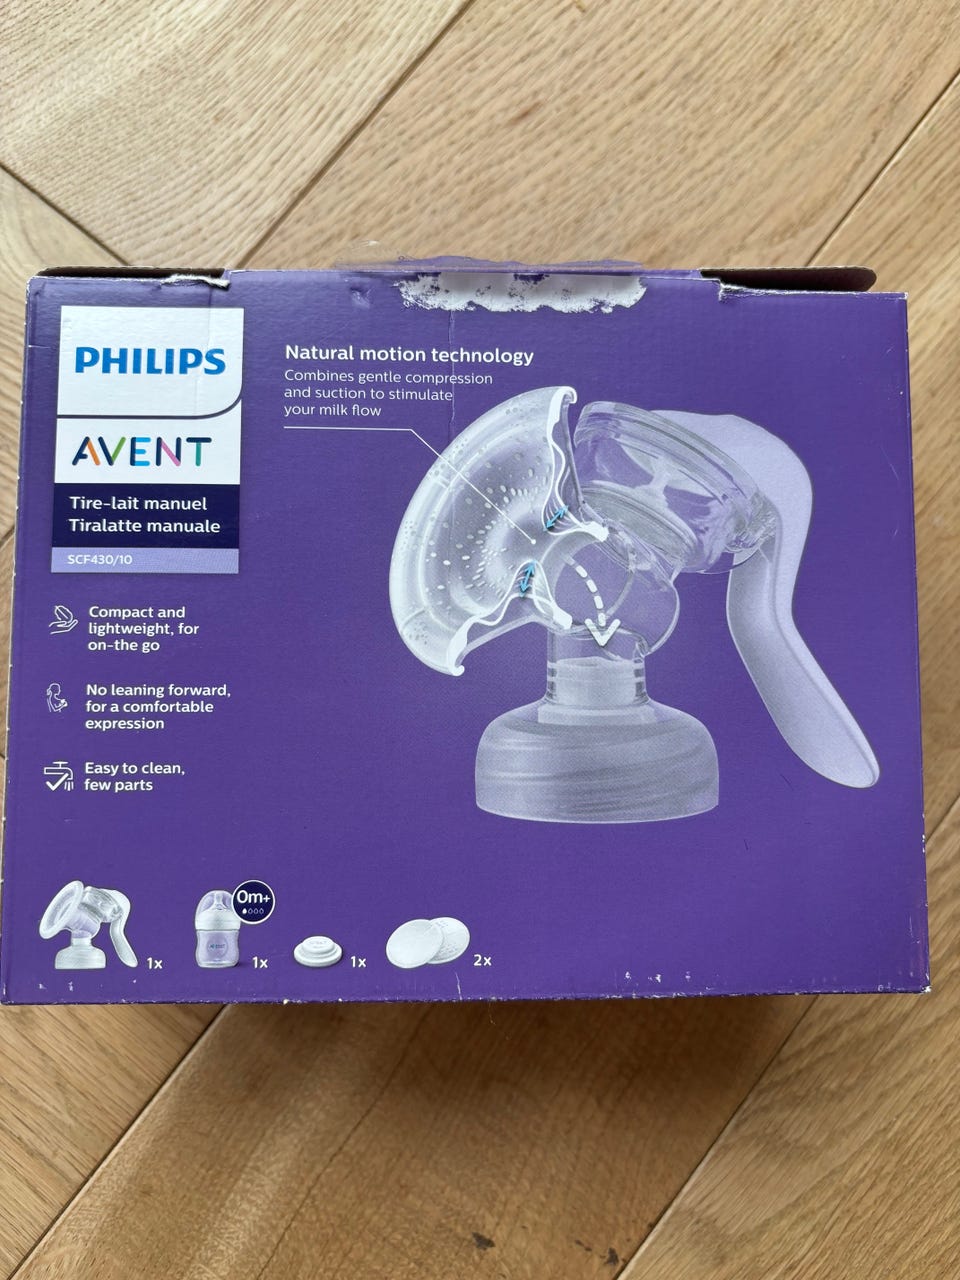 PHILIPS
AVENT
Tire-lait manuel
Tiralatte manuale
SCF430/10
Natural motion technology
Combines gentle compression
and suction to stimulate
your milk flow
Compact and
lightweight, for
on-the go
No leaning forward,
for a comfortable
expression
Easy to clean,
few parts
1x
0m+
AVENT
1x
1x
2x